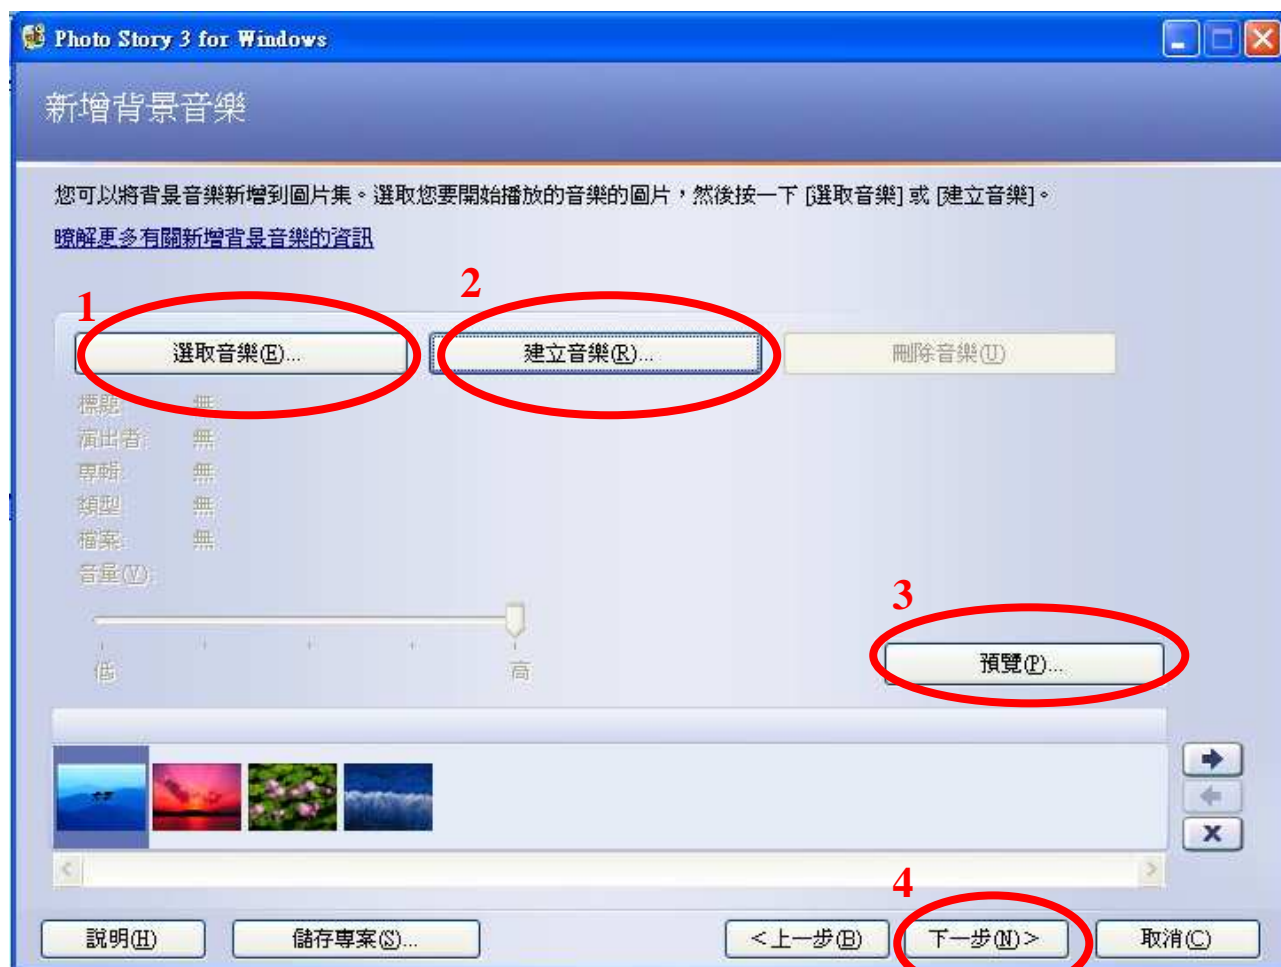 Photo Story 3 for Windows
新增背景音樂
您可以將背景音樂新增到圖片集。選取您要開始播放的音樂的圖片，然後按一下 [選取音樂] 或 [建立音樂]。
瞭解更多有關新增背景音樂的資訊
1 2
選取音樂(E)... 建立音樂(R)... 刪除音樂(U)
標題: 無
演出者: 無
專輯: 無
類型: 無
檔案: 無
音量(V):
3
低 高 預覽(P)...
4
說明(H) 儲存專案(S)... <上一步(B) 下一步(N)> 取消(C)